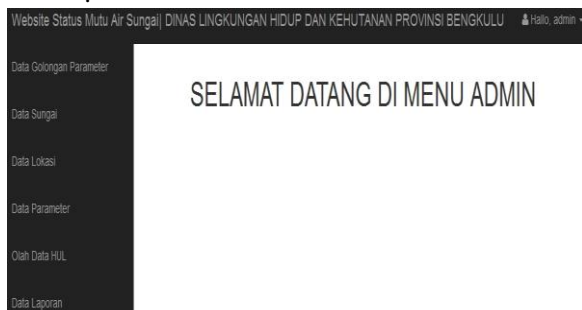 Website Status Mutu Air Sungai| DINAS LINGKUNGAN HIDUP DAN KEHUTANAN PROVINSI BENGKULU Hallo, admin
Data Golongan Parameter
SELAMAT DATANG DI MENU ADMIN
Data Sungai
Data Lokasi
Data Parameter
Olah Data HUL
Data Laporan